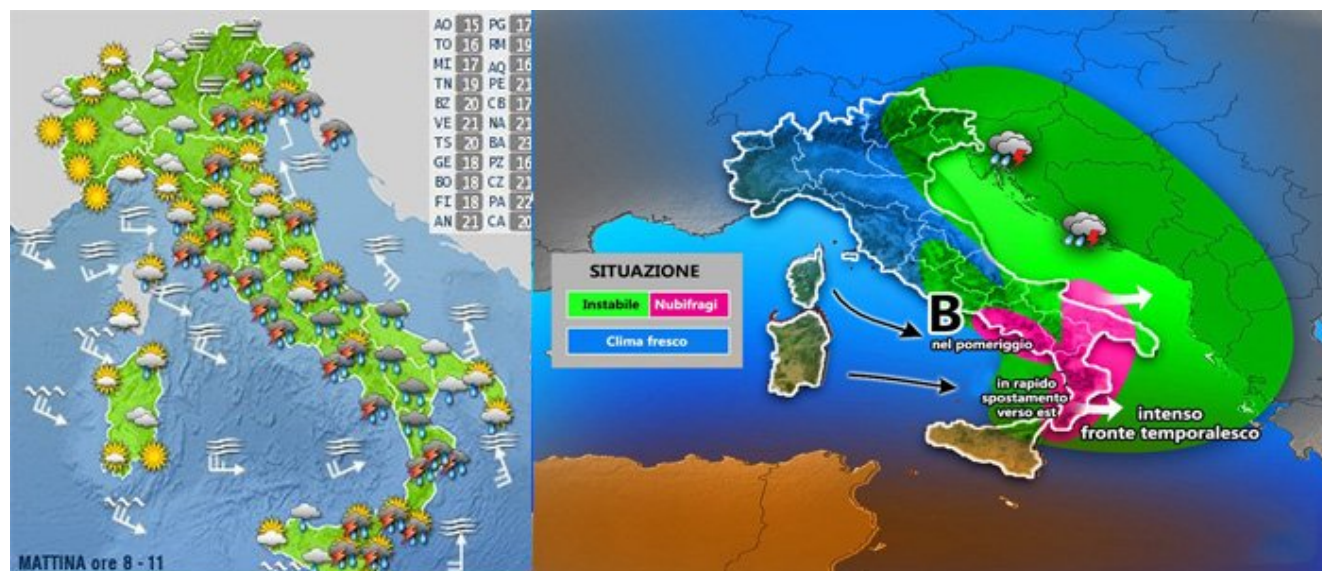 AO 15 PG 17
TO 16 RM 19
MI 17 AQ 16
TN 19 PE 23
BZ 20 CB 17
VE 21 NA 21
TS 20 BA 23
GE 18 PZ 16
BO 18 CZ 21
FI 18 PA 22
AN 21 CA 20
MATTINA ore 8 - 11
SITUAZIONE
Instabile Nubifragi
Clima fresco
B
nel pomeriggio
in rapido
spostamento
verso est
intenso
fronte temporalesco